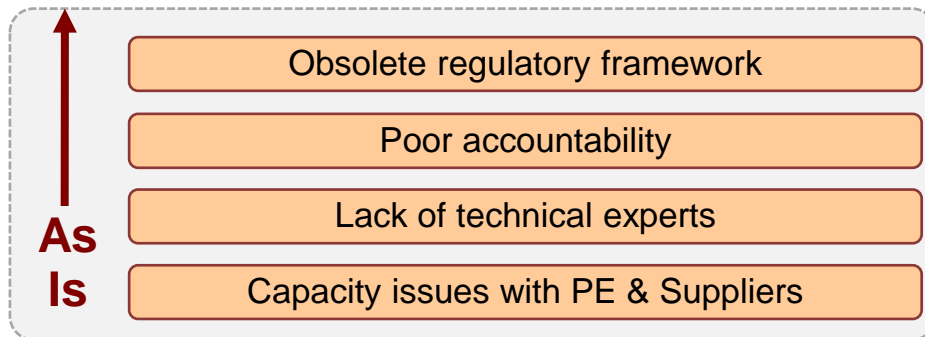 Obsolete regulatory framework
Poor accountability
Lack of technical experts
As
Is
Capacity issues with PE & Suppliers